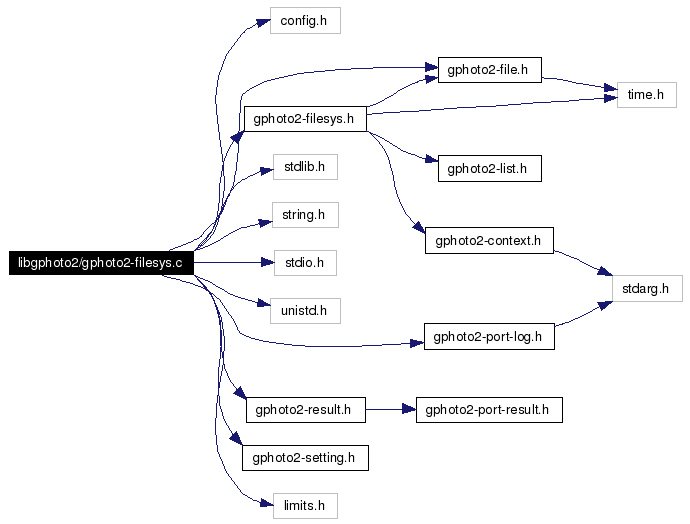 config.h
gphoto2-file.h
time.h
gphoto2-filesys.h
stdlib.h
gphoto2-list.h
string.h
gphoto2-context.h
libgphoto2/gphoto2-filesys.c
stdio.h
stdarg.h
unistd.h
gphoto2-port-log.h
gphoto2-result.h
gphoto2-port-result.h
gphoto2-setting.h
limits.h